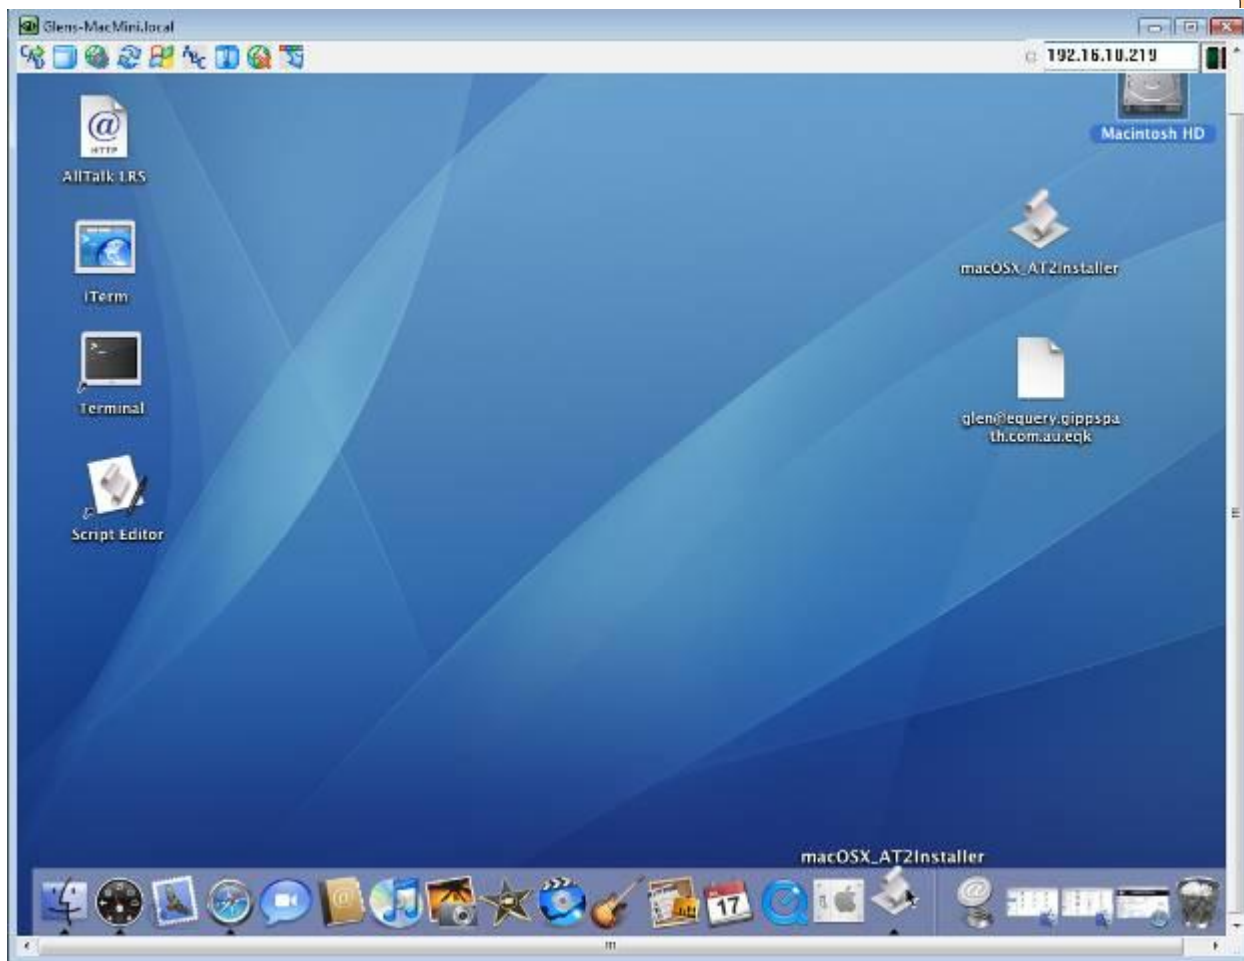 Glens-MacMini.local
192.16.10.219
Macintosh HD
@
HTTP
AllTalk LRS
macOSX_AT2Installer
iTerm
glen@equery.gippspa
th.com.au.eqk
Terminal
Script Editor
macOSX_AT2Installer
17